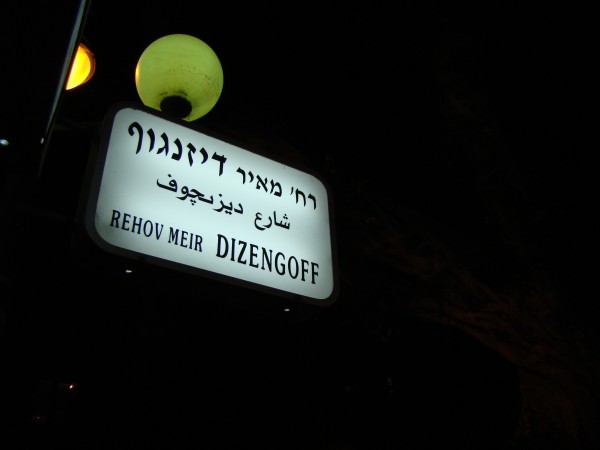 רח' מאיר דיזנגוף
شارع ديزنچوف
REHOV MEIR DIZENGOFF